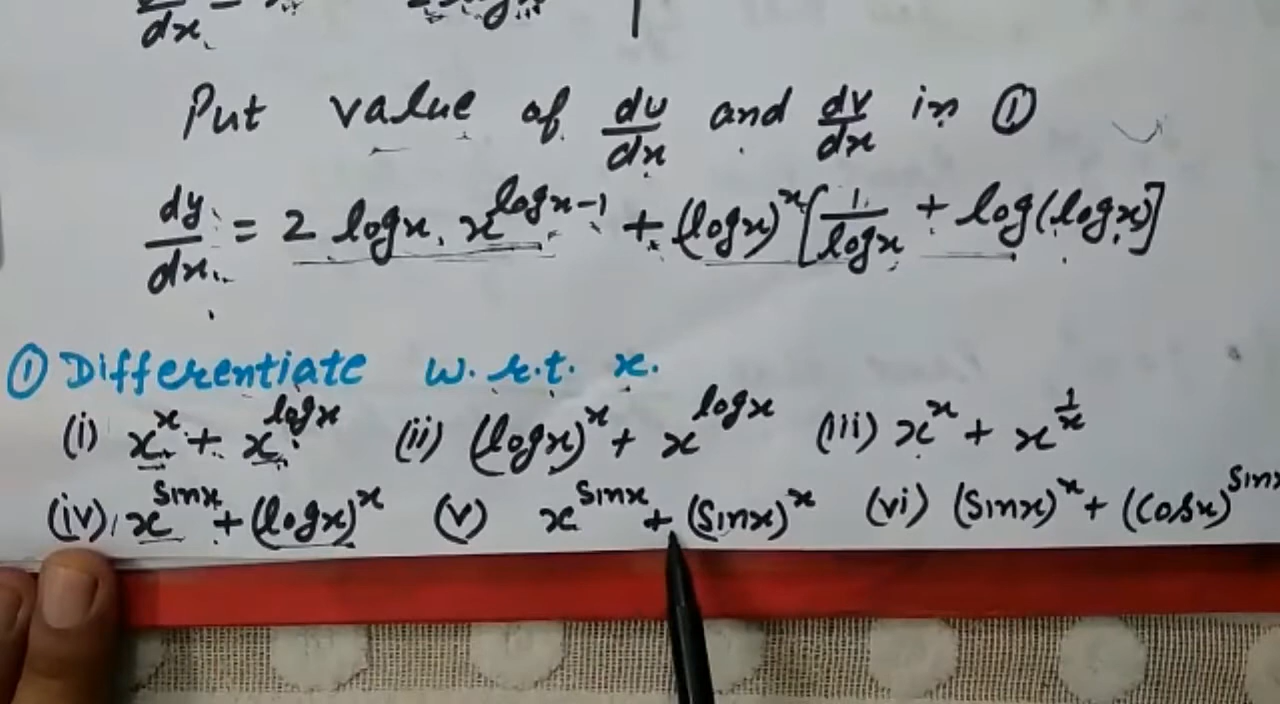 dx
Put value of du/dx and dv/dx in ①
dy/dx = 2 logx. x^(logx-1) + (logx)^x [1/logx + log(logx)]
① Differentiate w.r.t. x.
(i) x^x + x^logx (ii) (logx)^x + x^logx (iii) x^x + x^(1/x)
(iv) x^Sinx + (logx)^x (v) x^Sinx + (Sinx)^x (vi) (Sinx)^x + (Cosx)^Sinx